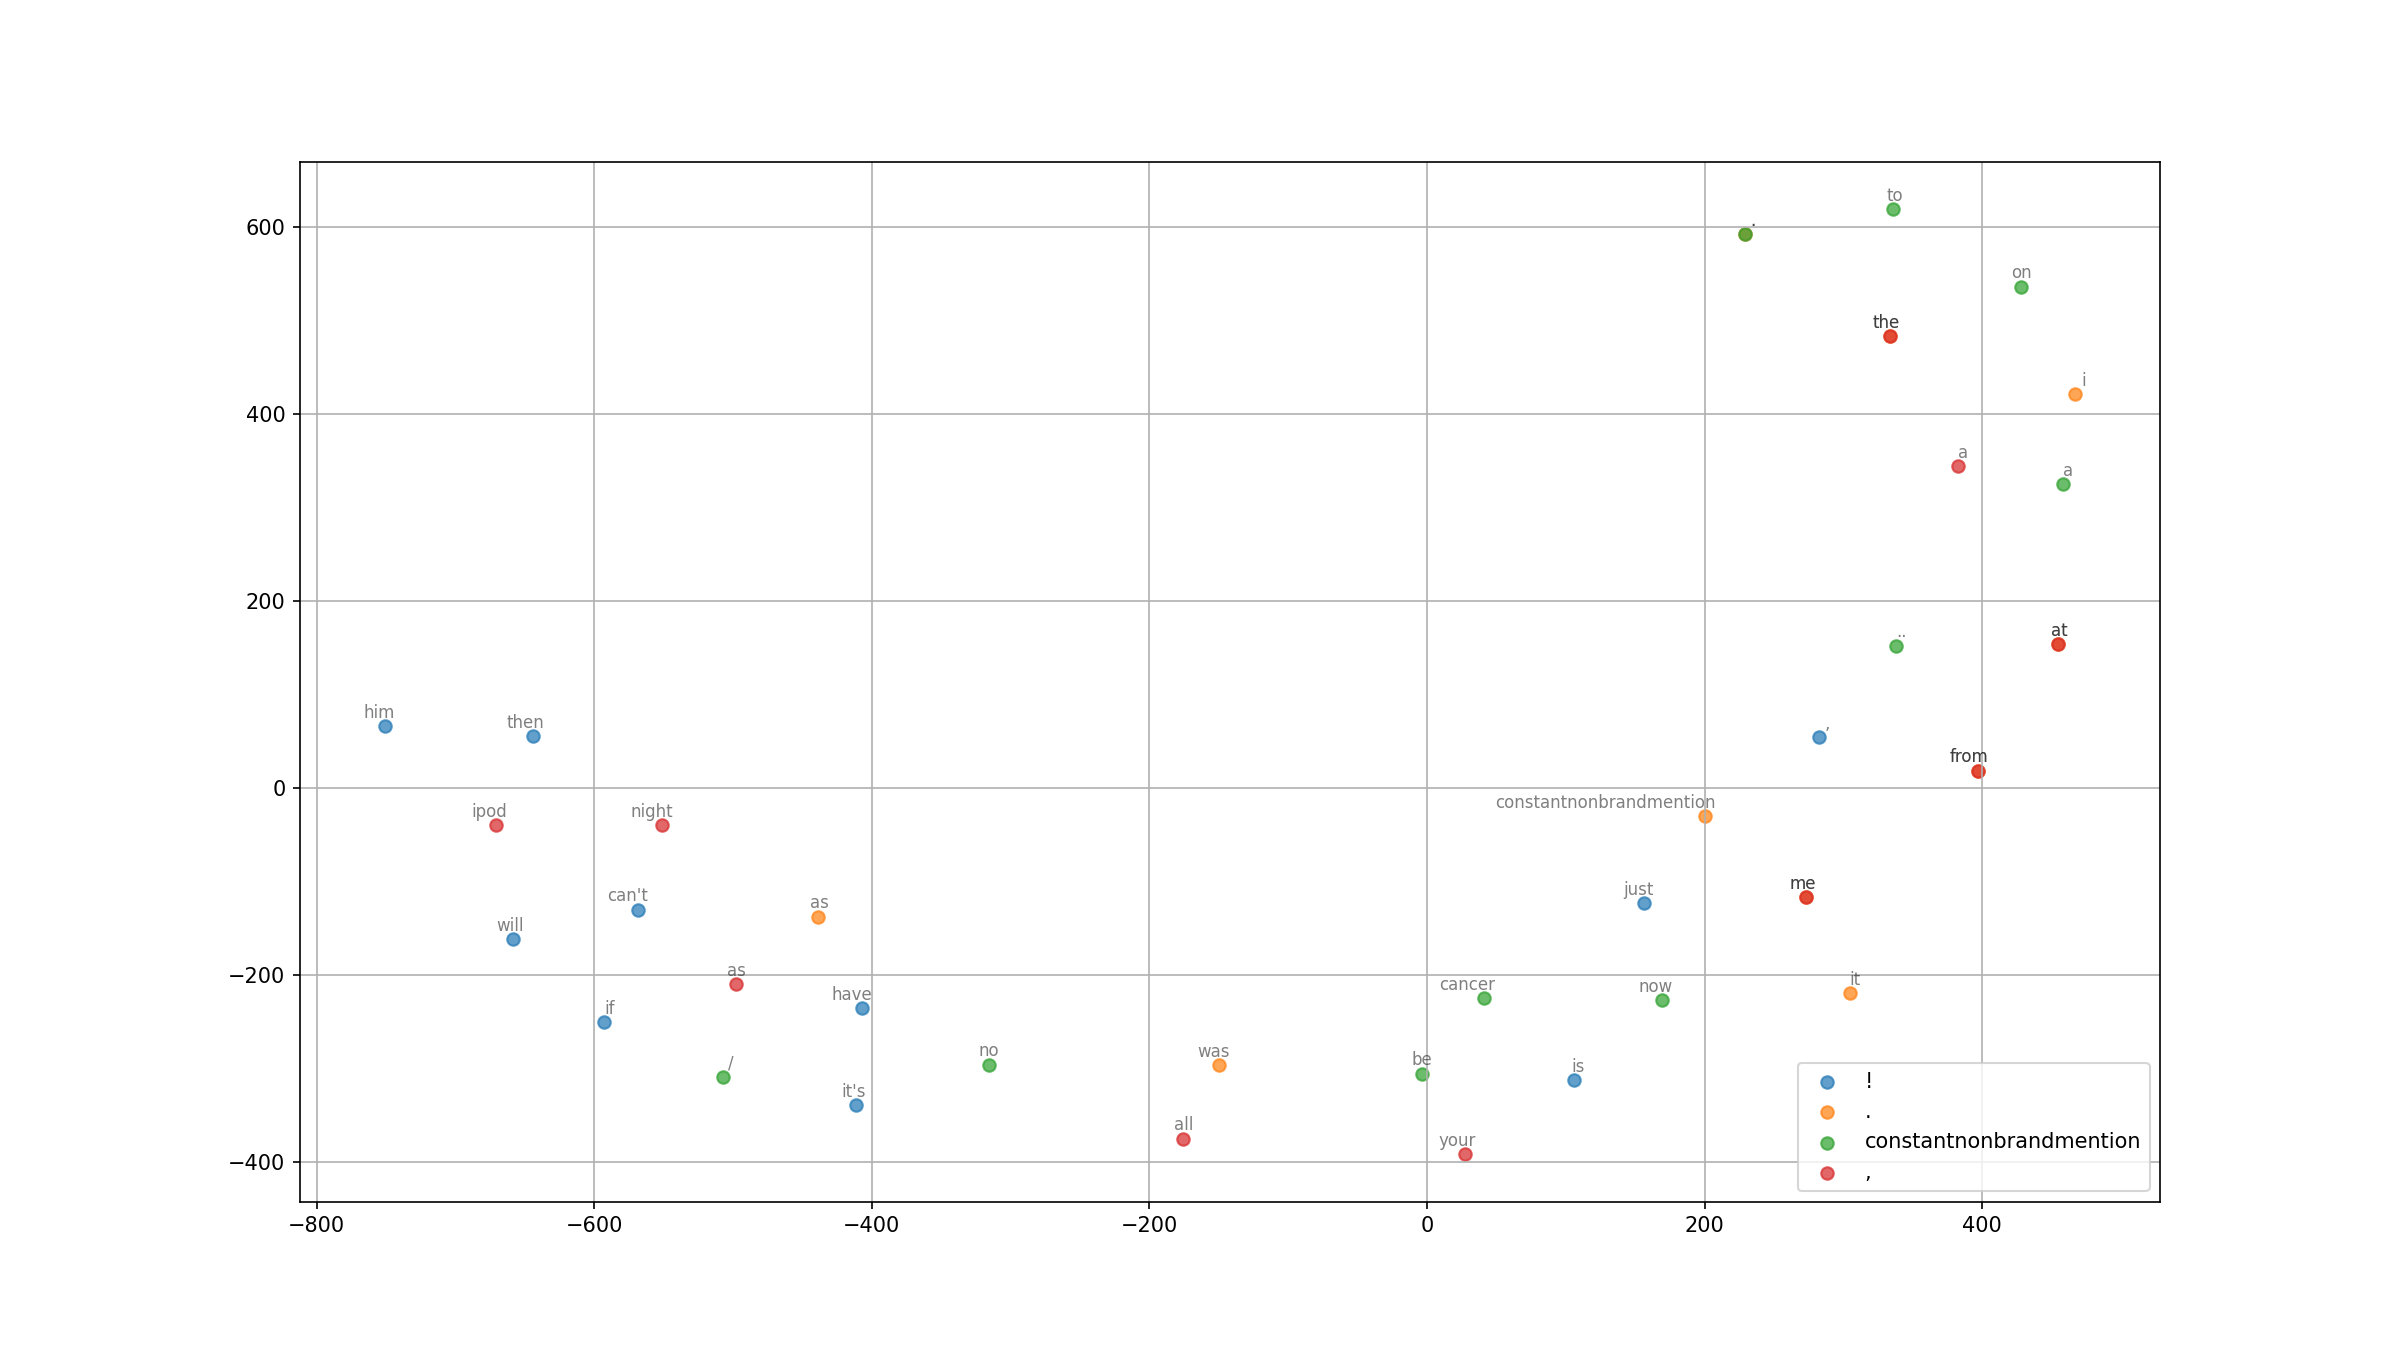 to
.
600
on
the
i
400
a
a
200
at
..
him
then
,
from
0
constantnonbrandmention
ipod
night
just
me
can't
as
will
−200
as
cancer
now
it
have
if
/
no
was
be
is
!
it's
.
all
your
constantnonbrandmention
−400
,
−800
−600
−400
−200
0
200
400